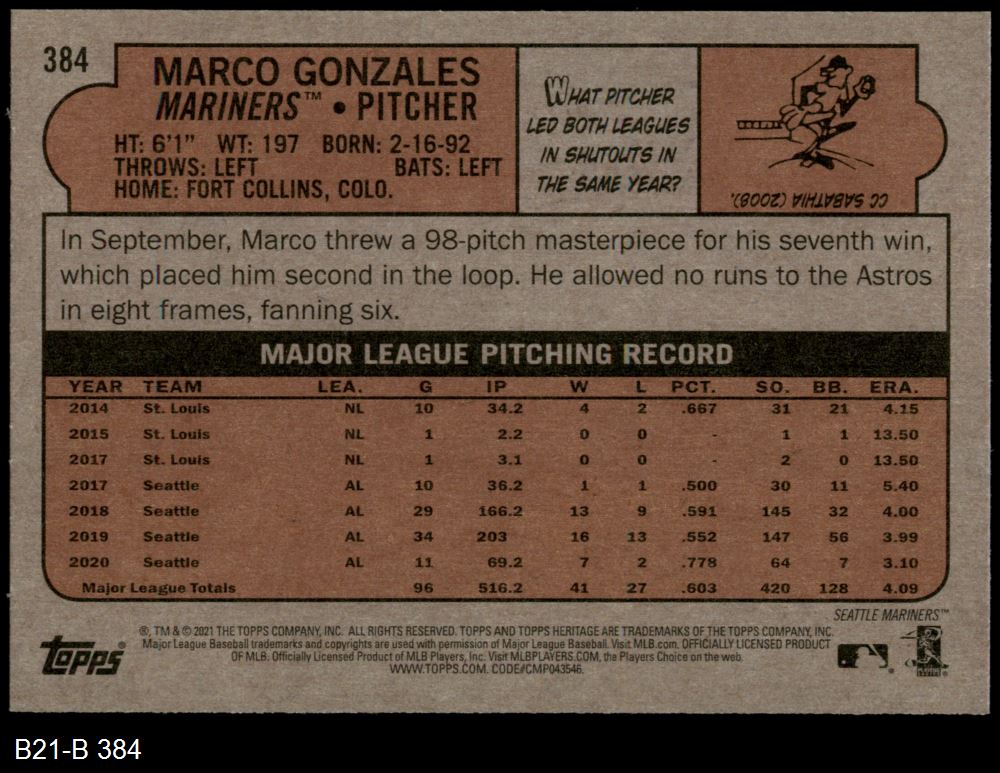 384
MARCO GONZALES
MARINERS™ • PITCHER
HT: 6'1" WT: 197 BORN: 2-16-92
THROWS: LEFT BATS: LEFT
HOME: FORT COLLINS, COLO.
WHAT PITCHER
LED BOTH LEAGUES
IN SHUTOUTS IN
THE SAME YEAR?
CC SABATHIA (2008).
In September, Marco threw a 98-pitch masterpiece for his seventh win,
which placed him second in the loop. He allowed no runs to the Astros
in eight frames, fanning six.
MAJOR LEAGUE PITCHING RECORD
YEAR TEAM LEA. G IP W L PCT. SO. BB. ERA.
2014 St. Louis NL 10 34.2 4 2 .667 31 21 4.15
2015 St. Louis NL 1 2.2 0 0 - 1 1 13.50
2017 St. Louis NL 1 3.1 0 0 - 2 0 13.50
2017 Seattle AL 10 36.2 1 1 .500 30 11 5.40
2018 Seattle AL 29 166.2 13 9 .591 145 32 4.00
2019 Seattle AL 34 203 16 13 .552 147 56 3.99
2020 Seattle AL 11 69.2 7 2 .778 64 7 3.10
Major League Totals 96 516.2 41 27 .603 420 128 4.09
SEATTLE MARINERS™
topps®
®, TM & © 2021 THE TOPPS COMPANY, INC. ALL RIGHTS RESERVED. TOPPS AND TOPPS HERITAGE ARE TRADEMARKS OF THE TOPPS COMPANY, INC.
Major League Baseball trademarks and copyrights are used with permission of Major League Baseball. Visit MLB.com. OFFICIALLY LICENSED PRODUCT
OF MLB. Officially Licensed Product of MLB Players, Inc. Visit MLBPLAYERS.COM, the Players Choice on the web.
WWW.TOPPS.COM. CODE#CMP043546.
B21-B 384